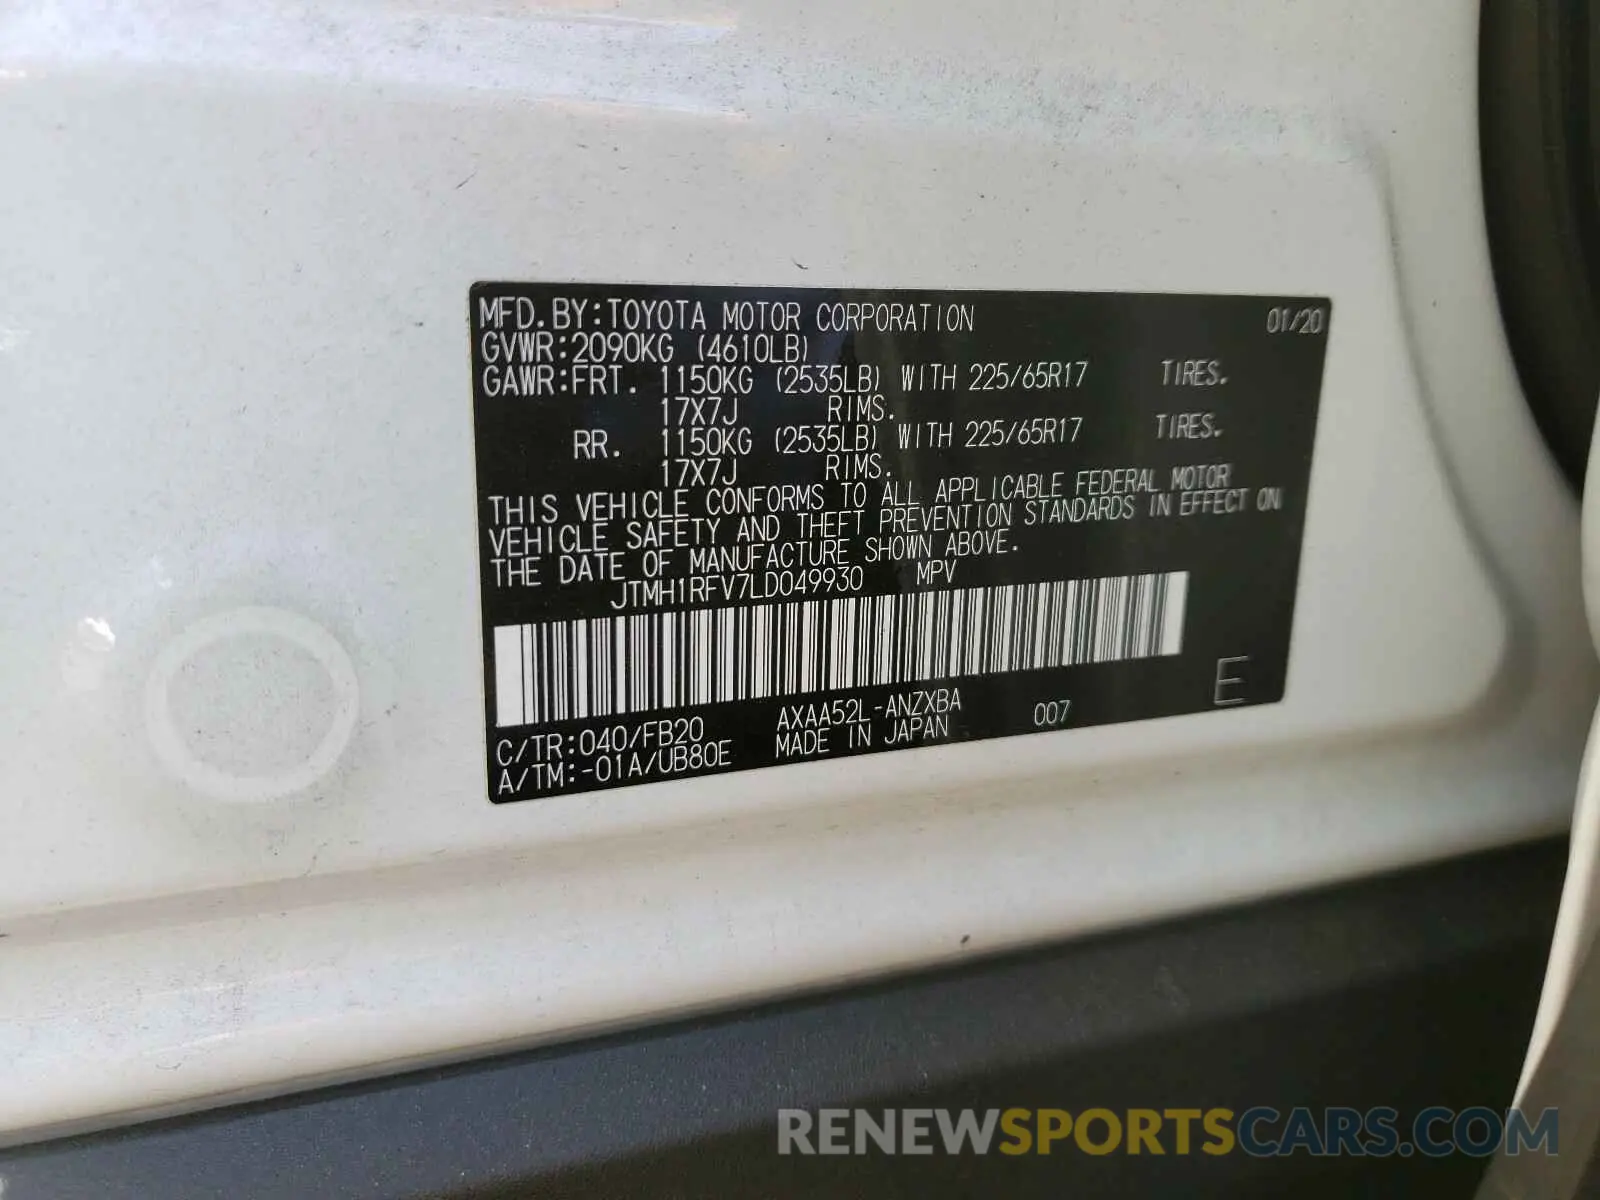 MFD. BY: TOYOTA MOTOR CORPORATION 01/20
GVWR: 2090KG (4610LB)
GAWR: FRT. 1150KG (2535LB) WITH 225/65R17 TIRES.
17X7J RIMS.
RR. 1150KG (2535LB) WITH 225/65R17 TIRES.
17X7J RIMS.
THIS VEHICLE CONFORMS TO ALL APPLICABLE FEDERAL MOTOR
VEHICLE SAFETY AND THEFT PREVENTION STANDARDS IN EFFECT ON
THE DATE OF MANUFACTURE SHOWN ABOVE.
JTMH1RFV7LD049930 MPV
E
C/TR: 040/FB20 AXAA52L-ANZXBA 007
A/TM: -01A/UB80E MADE IN JAPAN
RENEWSPORTSCARS.COM